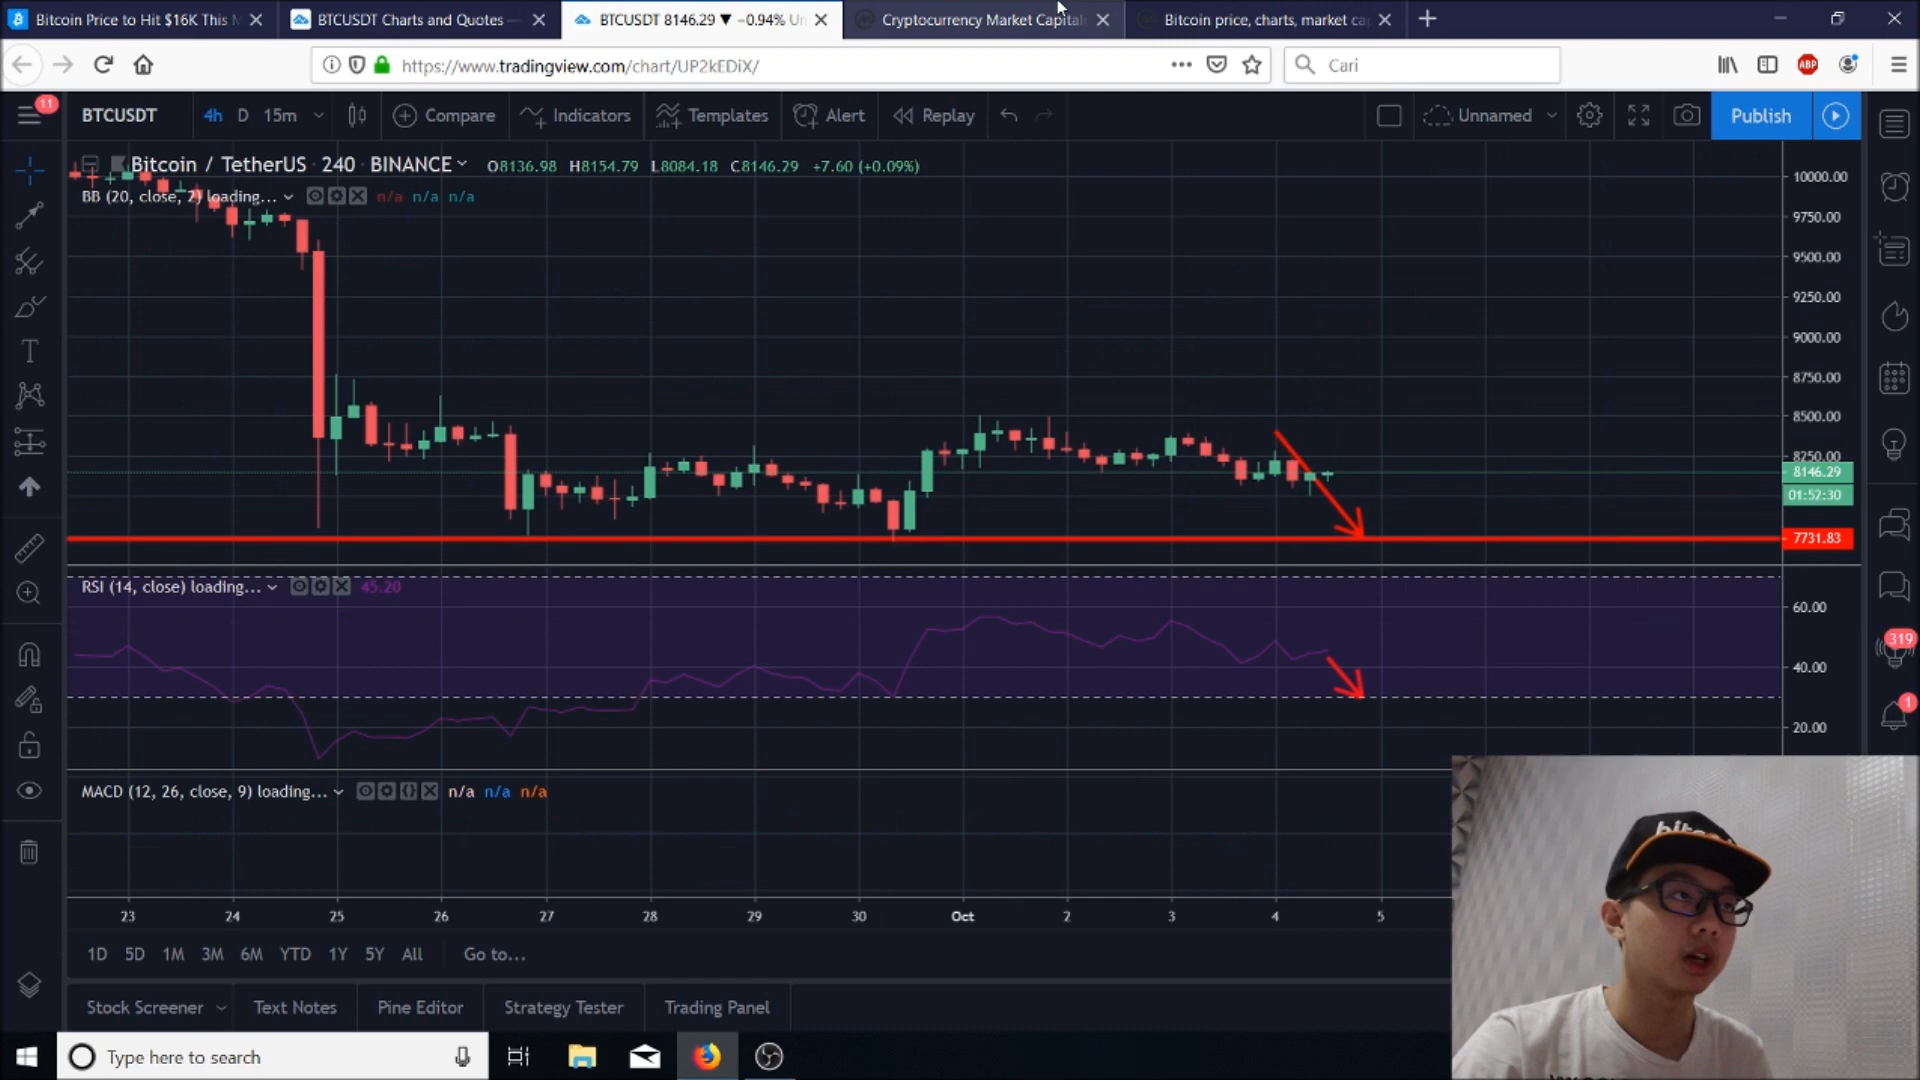 Bitcoin Price to Hit $16K This M
BTCUSDT Charts and Quotes —
BTCUSDT 8146.29 ▼ −0.94% Un
Cryptocurrency Market Capitali
Bitcoin price, charts, market ca
https://www.tradingview.com/chart/UP2kEDiX/
Cari
ABP
11
BTCUSDT
4h D 15m
Compare
Indicators
Templates
Alert
Replay
Unnamed
Publish
Bitcoin / TetherUS · 240 · BINANCE
O8136.98 H8154.79 L8084.18 C8146.29 +7.60 (+0.09%)
BB (20, close, 2) loading... n/a n/a n/a
10000.00
9750.00
9500.00
9250.00
9000.00
8750.00
8500.00
8250.00
8146.29
01:52:30
7731.83
RSI (14, close) loading... 45.20
60.00
40.00
20.00
319
1
MACD (12, 26, close, 9) loading... n/a n/a n/a
23 24 25 26 27 28 29 30 Oct 2 3 4 5
1D 5D 1M 3M 6M YTD 1Y 5Y All Go to...
Stock Screener Text Notes Pine Editor Strategy Tester Trading Panel
Type here to search